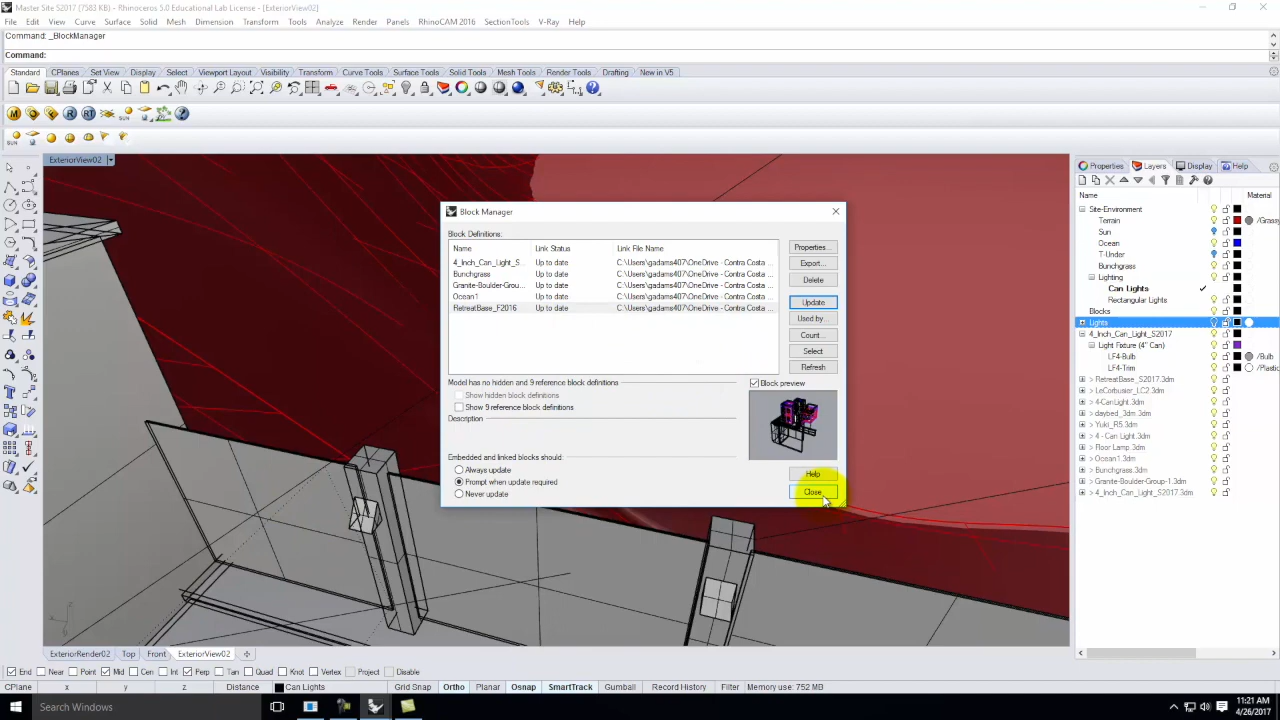 Master Site S2017 (7583 KB) - Rhinoceros 5.0 Educational Lab License - [ExteriorView02]
File Edit View Curve Surface Solid Mesh Dimension Transform Tools Analyze Render Panels RhinoCAM 2016 SectionTools V-Ray Help
Command: _BlockManager
Command:
Standard CPlanes Set View Display Select Viewport Layout Visibility Transform Curve Tools Surface Tools Solid Tools Mesh Tools Render Tools Drafting New in V5
ExteriorView02
Properties Layers Display Help
Name Material
Site-Environment
Terrain /Grassy
Sun
Ocean
T-Under
Bunchgrass
Lighting
Can Lights
Rectangular Lights
Blocks
Lights
4_Inch_Can_Light_S2017
Light Fixture (4" Can)
LF4-Bulb /Bulb
LF4-Trim /Plastic
> RetreatBase_S2017.3dm
> LeCorbusier_LC2.3dm
> 4-CanLight.3dm
> daybed_3dm.3dm
> Yuki_R5.3dm
> 4 - Can Light.3dm
> Floor Lamp.3dm
> Ocean1.3dm
> Bunchgrass.3dm
> Granite-Boulder-Group-1.3dm
> 4_Inch_Can_Light_S2017.3dm
Block Manager
Block Definitions:
Name Link Status Link File Name
4_Inch_Can_Light_S... Up to date C:\Users\gadams407\OneDrive - Contra Costa ...
Bunchgrass Up to date C:\Users\gadams407\OneDrive - Contra Costa ...
Granite-Boulder-Grou... Up to date C:\Users\gadams407\OneDrive - Contra Costa ...
Ocean1 Up to date C:\Users\gadams407\OneDrive - Contra Costa ...
RetreatBase_F2016 Up to date C:\Users\gadams407\OneDrive - Contra Costa ...
Properties...
Export...
Delete
Update
Used by...
Count...
Select
Refresh
Model has no hidden and 9 reference block definitions
Block preview
Show hidden block definitions
Show 9 reference block definitions
Description
Embedded and linked blocks should:
Always update
Prompt when update required
Never update
Help
Close
ExteriorRender02 Top Front ExteriorView02
End Near Point Mid Cen Int Perp Tan Quad Knot Vertex Project Disable
CPlane x y z Distance Can Lights Grid Snap Ortho Planar Osnap SmartTrack Gumball Record History Filter Memory use: 752 MB
Search Windows
11:21 AM
4/26/2017